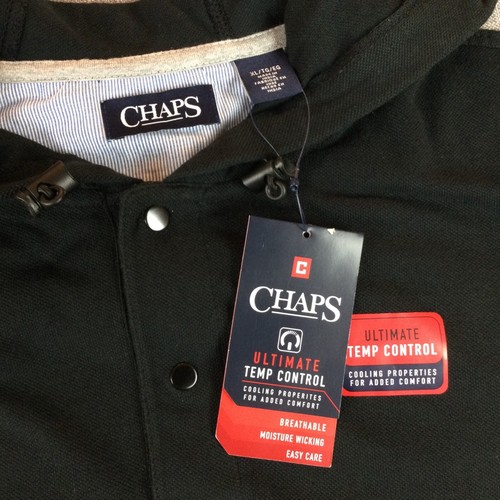 CHAPS
XL/TG/EG
C
CHAPS
ULTIMATE
TEMP CONTROL
COOLING PROPERITES
FOR ADDED COMFORT
BREATHABLE
MOISTURE WICKING
EASY CARE
ULTIMATE
TEMP CONTROL
COOLING PROPERTIES
FOR ADDED COMFORT